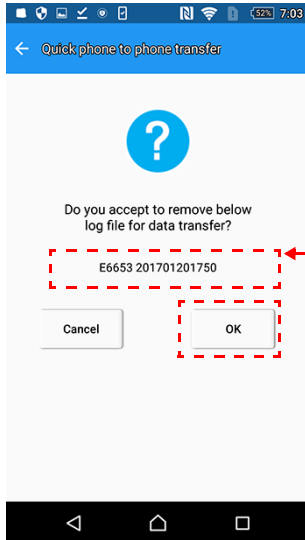 52% 7:03
Quick phone to phone transfer
?
Do you accept to remove below
log file for data transfer?
E6653 201701201750
Cancel OK